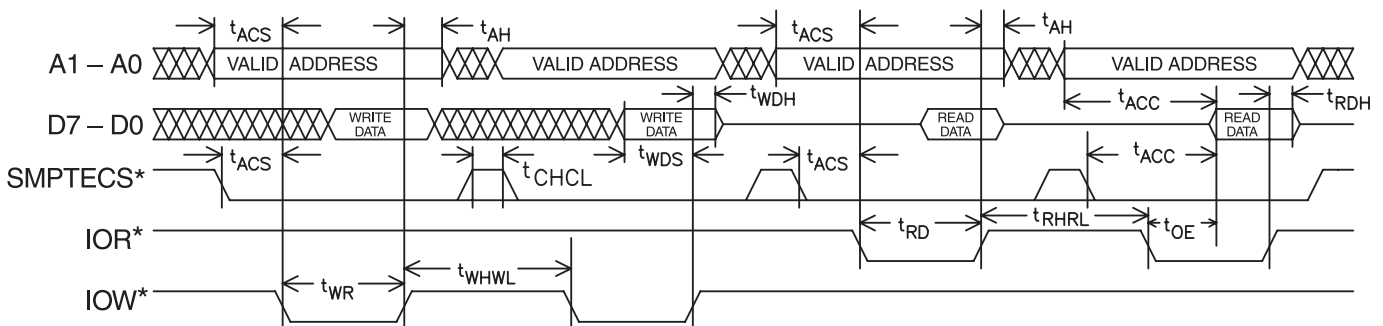 tACS tAH tACS tAH
A1 – A0 VALID ADDRESS VALID ADDRESS VALID ADDRESS VALID ADDRESS
tWDH tACC tRDH
D7 – D0 WRITE DATA WRITE DATA READ DATA READ DATA
tACS tCHCL tWDS tACS tACC
SMPTECS*
IOR* tRD tRHRL tOE
tWR tWHWL
IOW*